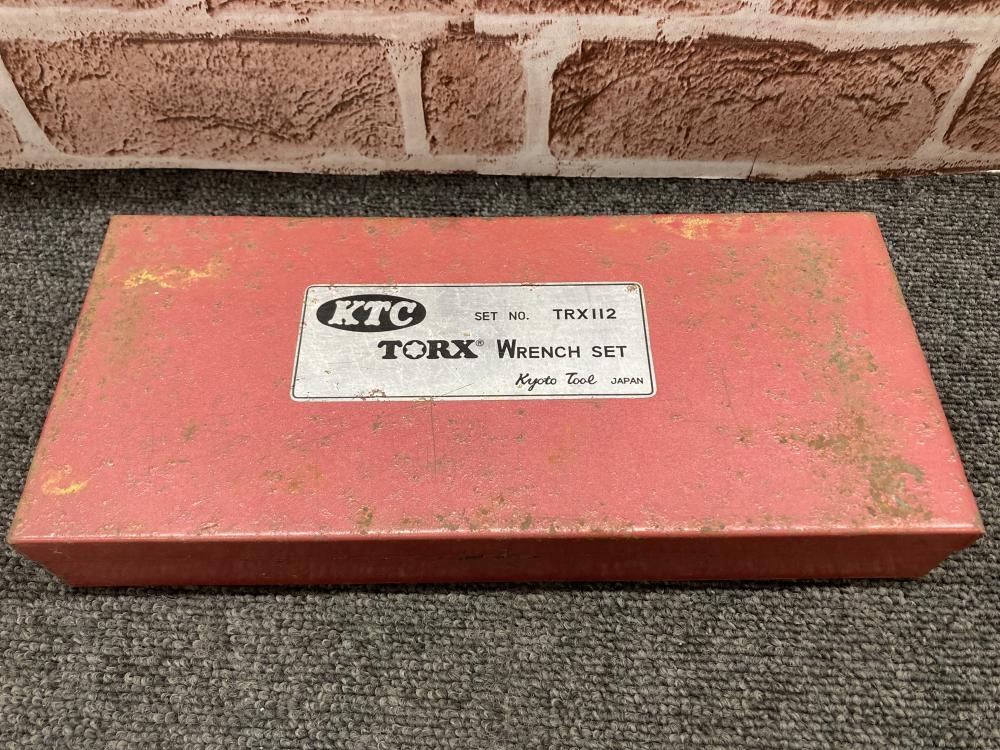 KTC SET NO. TRX112
TORX® WRENCH SET
Kyoto Tool JAPAN